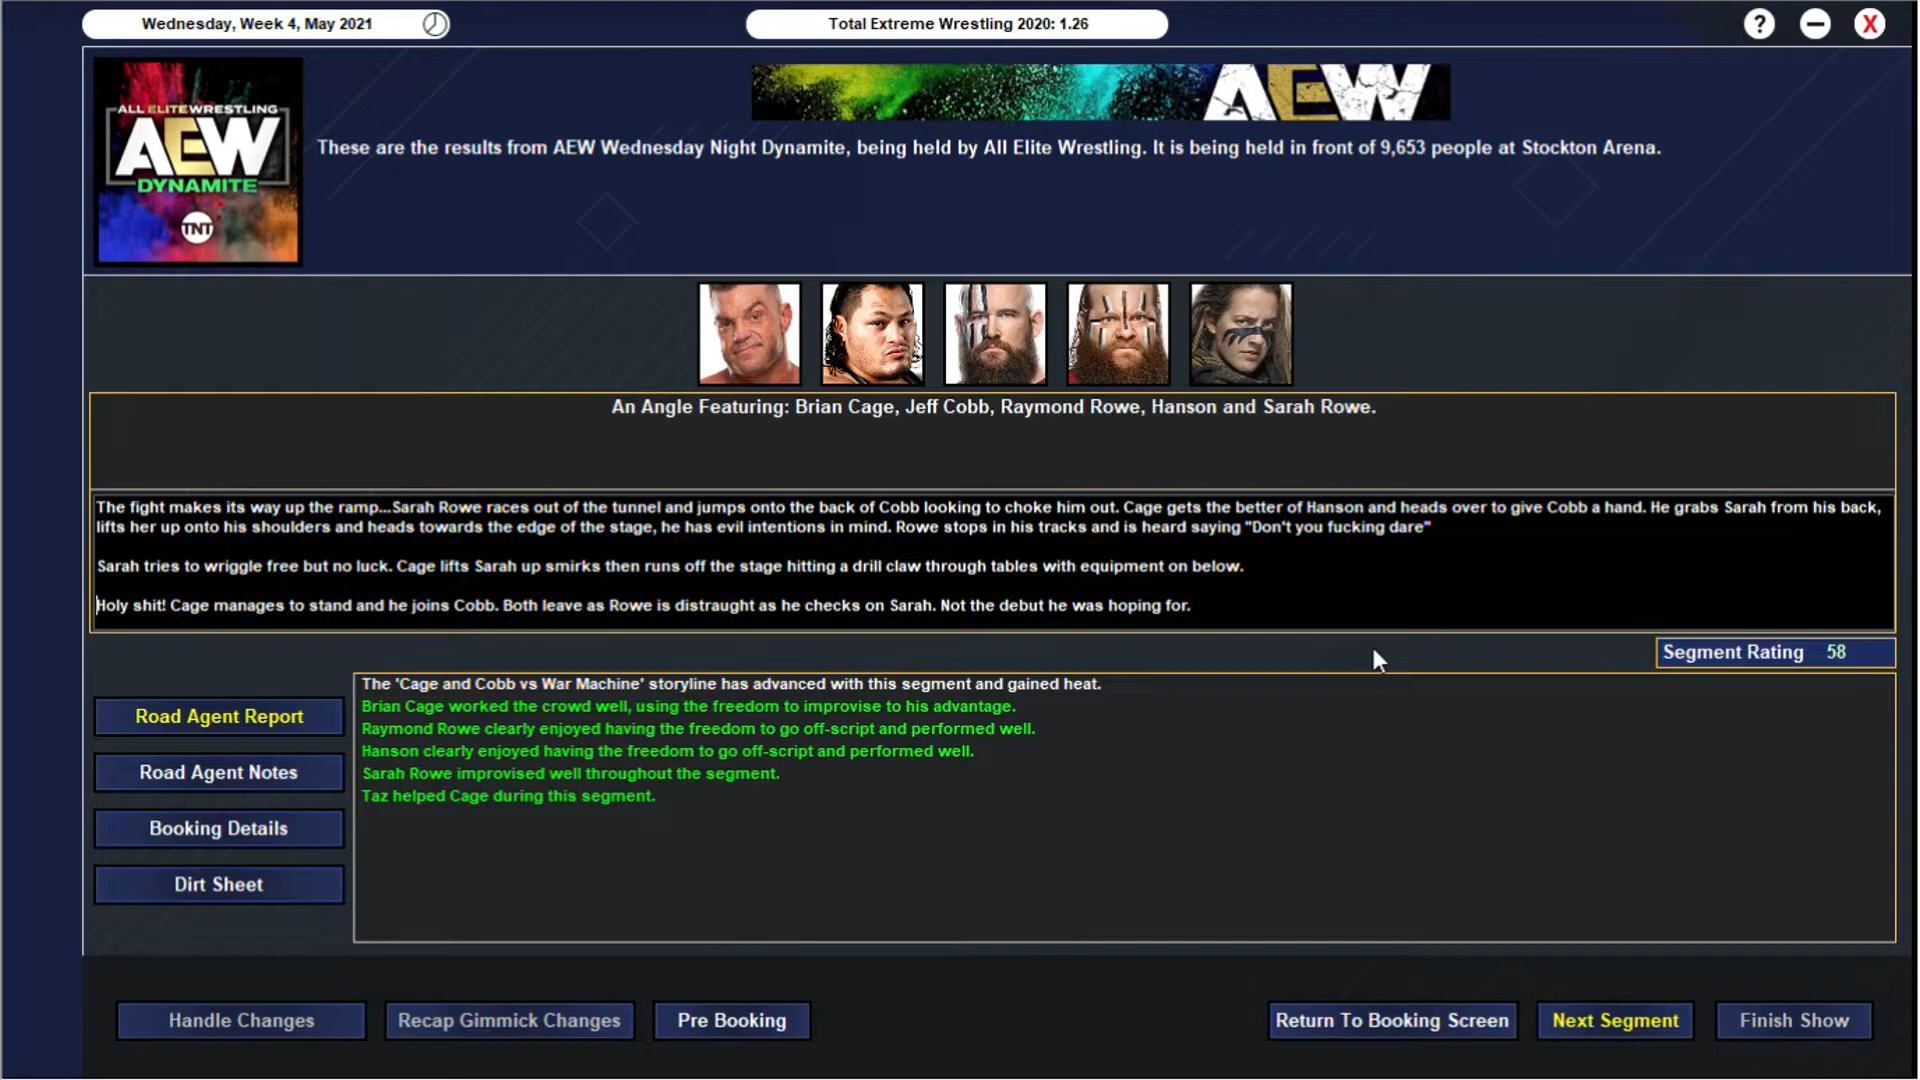 Wednesday, Week 4, May 2021
Total Extreme Wrestling 2020: 1.26
?
X
ALL ELITE WRESTLING
AEW
DYNAMITE
TNT
AEW
These are the results from AEW Wednesday Night Dynamite, being held by All Elite Wrestling. It is being held in front of 9,653 people at Stockton Arena.
An Angle Featuring: Brian Cage, Jeff Cobb, Raymond Rowe, Hanson and Sarah Rowe.
The fight makes its way up the ramp...Sarah Rowe races out of the tunnel and jumps onto the back of Cobb looking to choke him out. Cage gets the better of Hanson and heads over to give Cobb a hand. He grabs Sarah from his back,
lifts her up onto his shoulders and heads towards the edge of the stage, he has evil intentions in mind. Rowe stops in his tracks and is heard saying "Don't you fucking dare"
Sarah tries to wriggle free but no luck. Cage lifts Sarah up smirks then runs off the stage hitting a drill claw through tables with equipment on below.
Holy shit! Cage manages to stand and he joins Cobb. Both leave as Rowe is distraught as he checks on Sarah. Not the debut he was hoping for.
Segment Rating 58
The 'Cage and Cobb vs War Machine' storyline has advanced with this segment and gained heat.
Brian Cage worked the crowd well, using the freedom to improvise to his advantage.
Raymond Rowe clearly enjoyed having the freedom to go off-script and performed well.
Hanson clearly enjoyed having the freedom to go off-script and performed well.
Sarah Rowe improvised well throughout the segment.
Taz helped Cage during this segment.
Road Agent Report
Road Agent Notes
Booking Details
Dirt Sheet
Handle Changes
Recap Gimmick Changes
Pre Booking
Return To Booking Screen
Next Segment
Finish Show